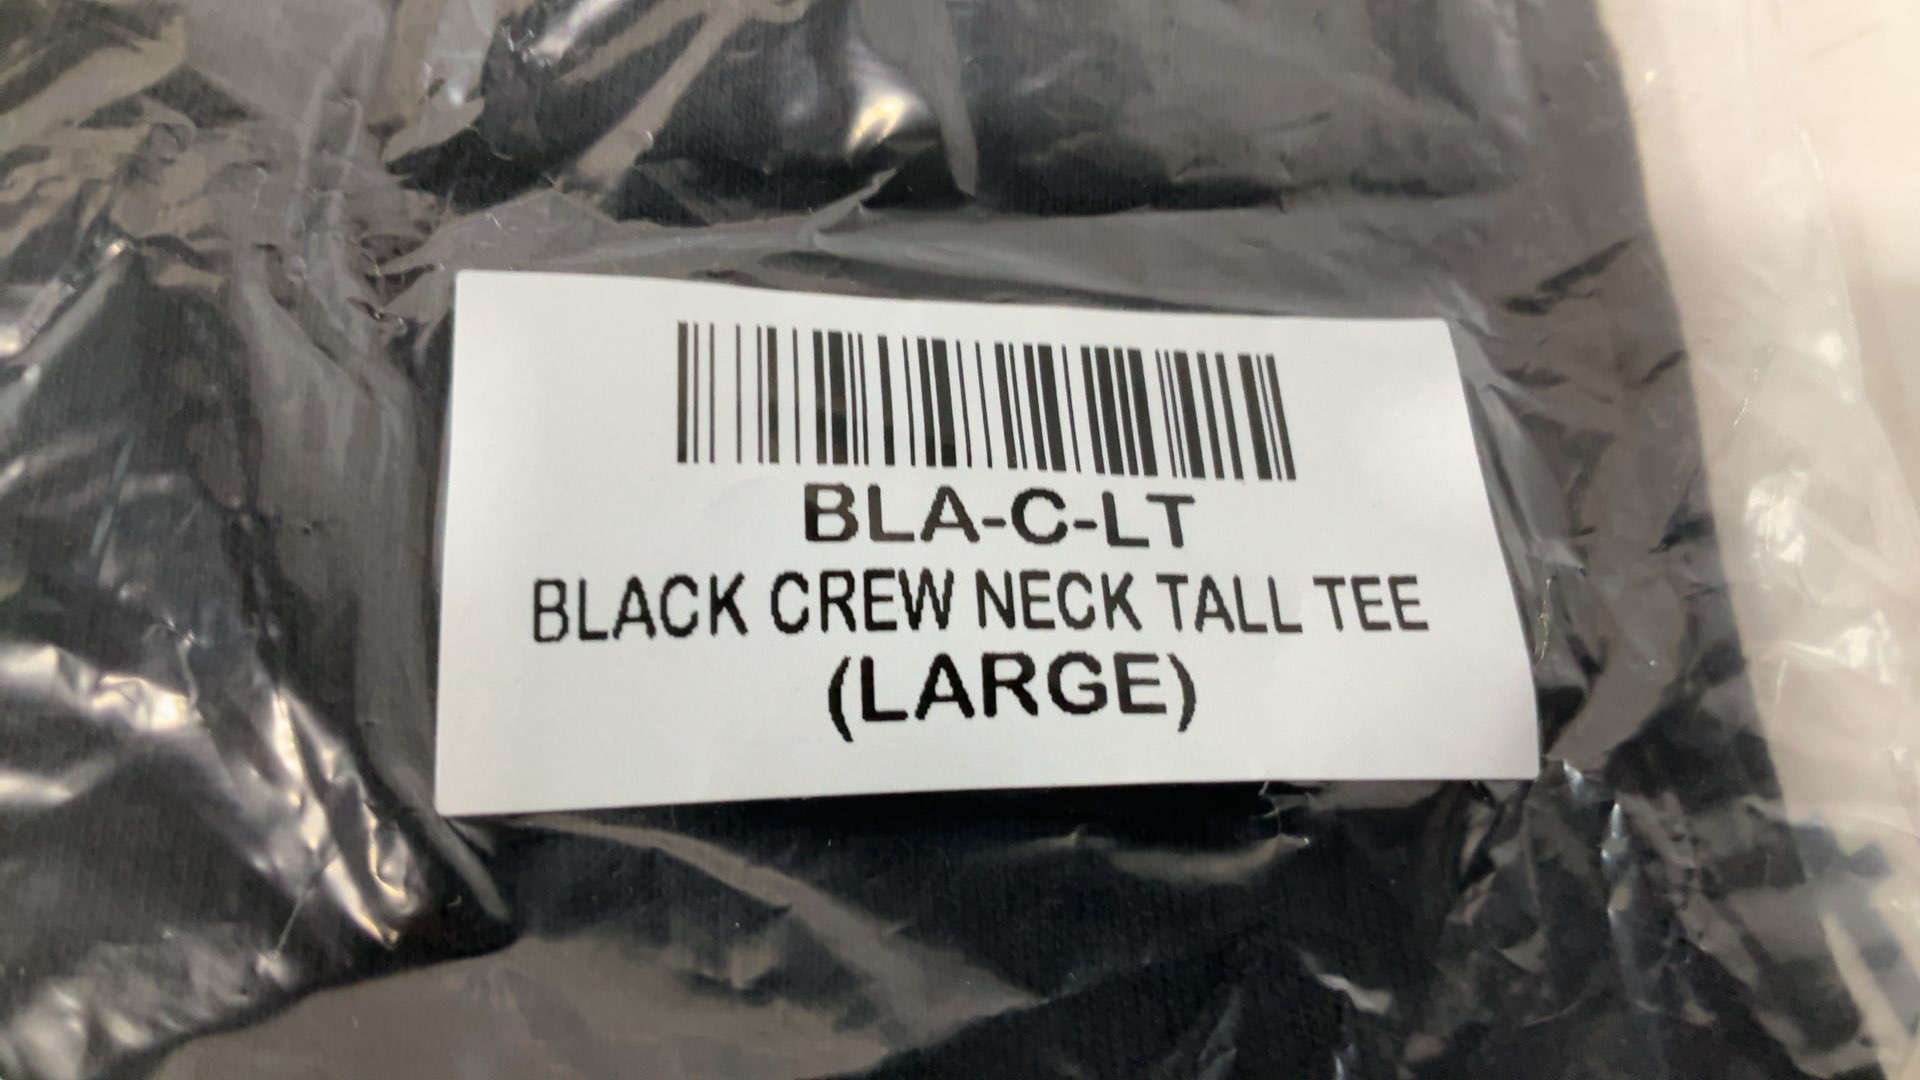 BLA-C-LT
BLACK CREW NECK TALL TEE
(LARGE)